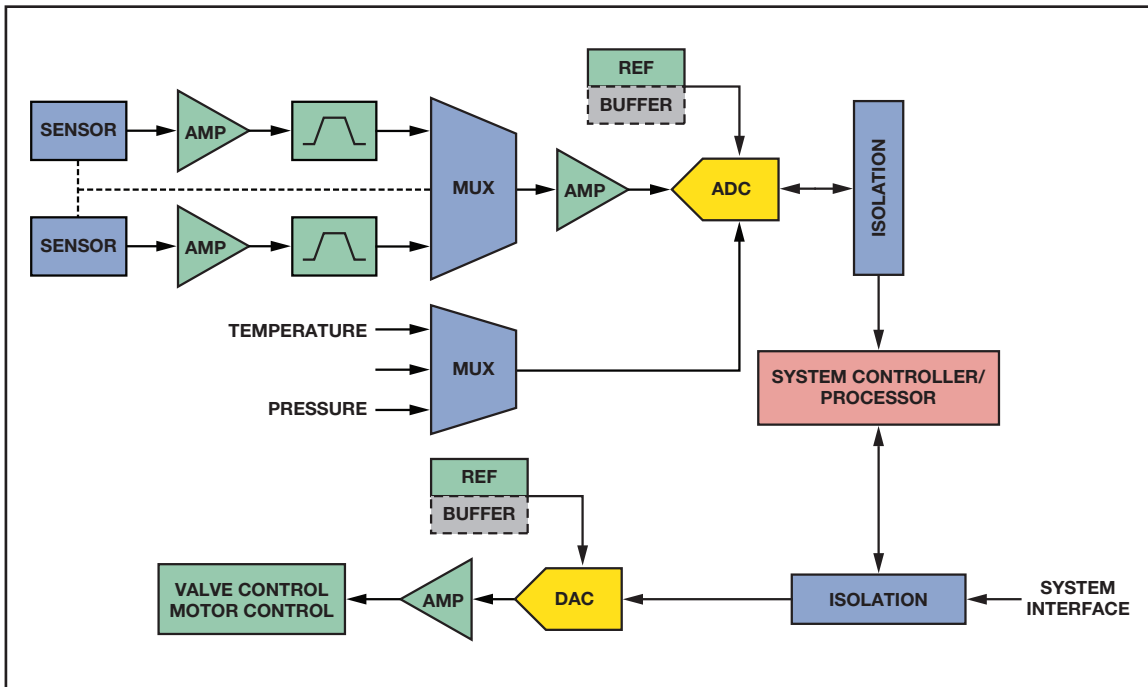 REF
BUFFER
SENSOR
AMP
MUX
AMP
ADC
ISOLATION
SENSOR
AMP
TEMPERATURE
MUX
PRESSURE
SYSTEM CONTROLLER/
PROCESSOR
REF
BUFFER
VALVE CONTROL
MOTOR CONTROL
AMP
DAC
ISOLATION
SYSTEM
INTERFACE